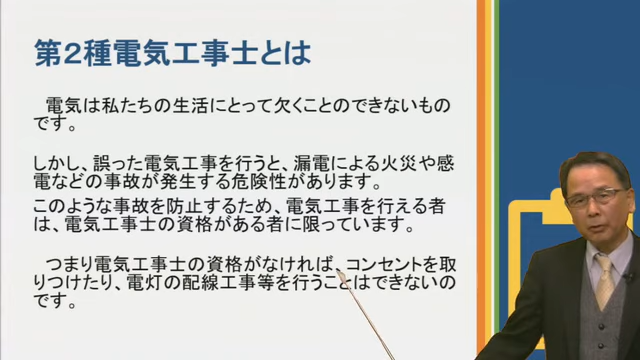 第２種電気工事士とは
電気は私たちの生活にとって欠くことのできないもの
です。
しかし、誤った電気工事を行うと、漏電による火災や感
電などの事故が発生する危険性があります。
このような事故を防止するため、電気工事を行える者
は、電気工事士の資格がある者に限っています。
つまり電気工事士の資格がなければ、コンセントを取
りつけたり、電灯の配線工事等を行うことはできないの
です。